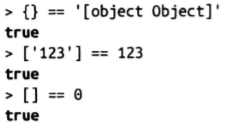 > {} == '[object Object]'
true
> ['123'] == 123
true
> [] == 0
true